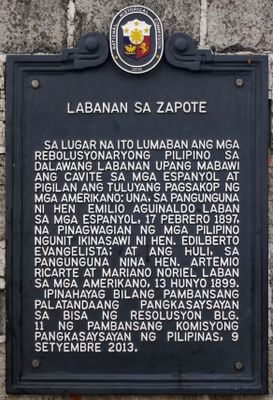 LABANAN SA ZAPOTE
SA LUGAR NA ITO LUMABAN ANG MGA
REBOLUSYONARYONG PILIPINO SA
DALAWANG LABANAN UPANG MABAWI
ANG CAVITE SA MGA ESPANYOL AT
PIGILAN ANG TULUYANG PAGSAKOP NG
MGA AMERIKANO; UNA, SA PANGUNGUNA
NI HEN. EMILIO AGUINALDO LABAN
SA MGA ESPANYOL, 17 PEBRERO 1897,
NA PINAGWAGIAN NG MGA PILIPINO
NGUNIT IKINASAWI NI HEN. EDILBERTO
EVANGELISTA; AT ANG HULI, SA
PANGUNGUNA NINA HEN. ARTEMIO
RICARTE AT MARIANO NORIEL LABAN
SA MGA AMERIKANO, 13 HUNYO 1899.
IPINAHAYAG BILANG PAMBANSANG
PALATANDAANG PANGKASAYSAYAN
SA BISA NG RESOLUSYON BLG.
11 NG PAMBANSANG KOMISYONG
PANGKASAYSAYAN NG PILIPINAS, 9
SETYEMBRE 2013.